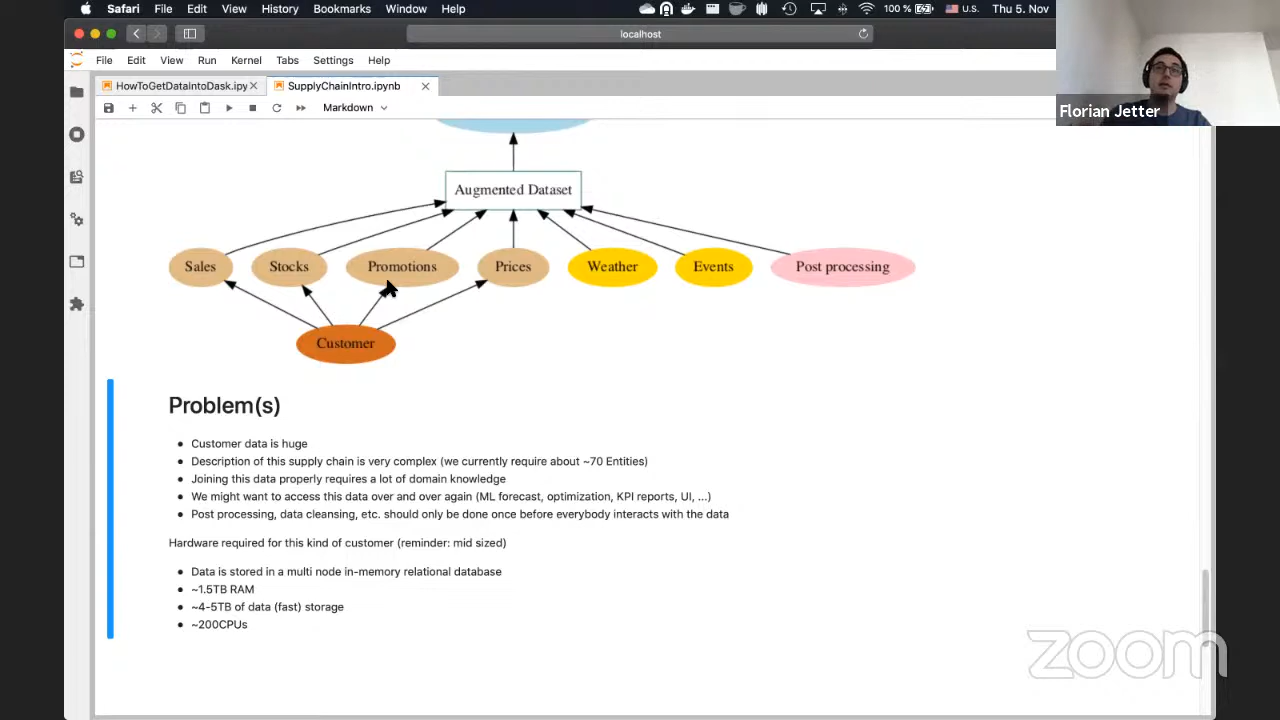 Safari File Edit View History Bookmarks Window Help 100 % U.S. Thu 5. Nov
localhost
File Edit View Run Kernel Tabs Settings Help
HowToGetDataIntoDask.ipy
SupplyChainIntro.ipynb
Markdown
Florian Jetter
Augmented Dataset
Sales Stocks Promotions Prices Weather Events Post processing
Customer
Problem(s)
Customer data is huge
Description of this supply chain is very complex (we currently require about ~70 Entities)
Joining this data properly requires a lot of domain knowledge
We might want to access this data over and over again (ML forecast, optimization, KPI reports, UI, ...)
Post processing, data cleansing, etc. should only be done once before everybody interacts with the data
Hardware required for this kind of customer (reminder: mid sized)
Data is stored in a multi node in-memory relational database
~1.5TB RAM
~4-5TB of data (fast) storage
~200CPUs
zoom